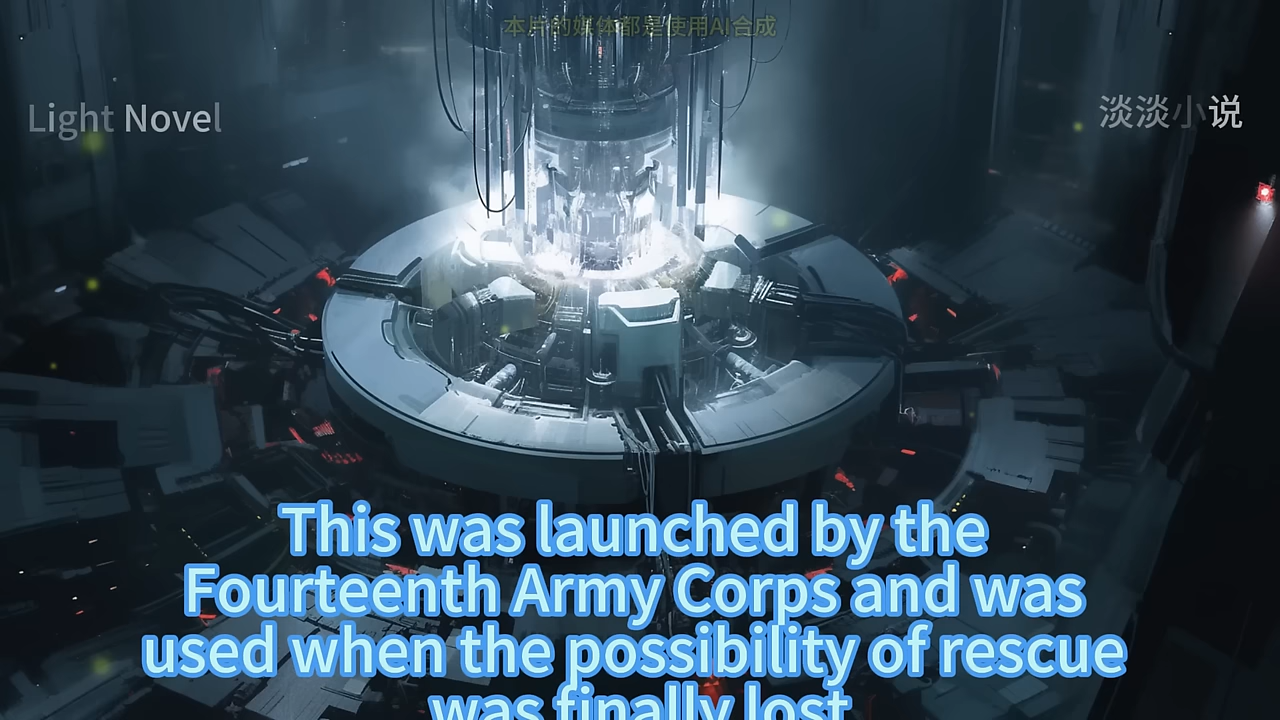 本片的媒体都是使用AI合成
Light Novel
淡淡小说
This was launched by the
Fourteenth Army Corps and was
used when the possibility of rescue
was finally lost